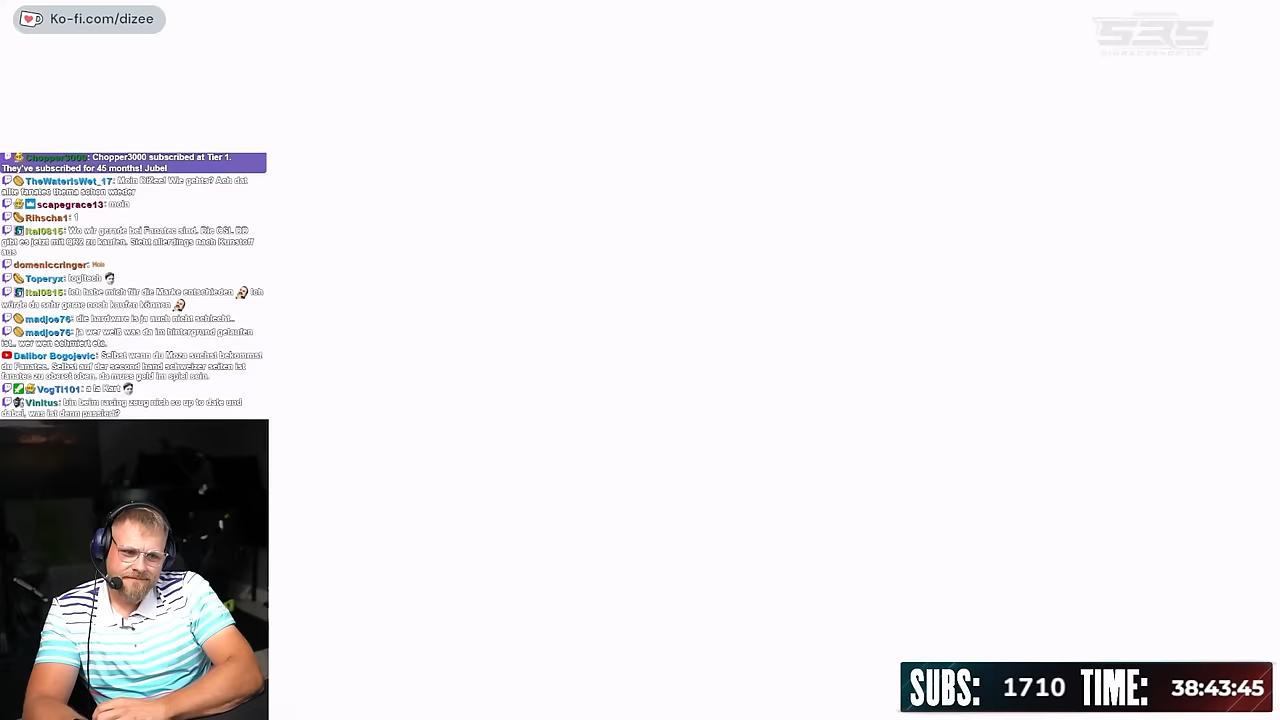 Ko-fi.com/dizee
S3S
Chopper3000: Chopper3000 subscribed at Tier 1.
They've subscribed for 45 months! Jubel
TheWaterIsWet_17: Moin DiZee! Wie gehts? Ach dat
alte fanatec thema schon wieder
scapegrace13: moin
Rihscha1: 1
Ital0815: Wo wir gerade bei Fanatec sind. Die CSL DD
gibt es jetzt mit QR2 zu kaufen. Sieht allerdings nach Kunstoff
aus
domeniccringer:
Toperyx: logitech
Ital0815: Ich habe mich für die Marke entschieden Ich
würde da sehr gerne noch kaufen können
madjoe76: die hardware is ja auch nicht schlecht..
madjoe76: ja wer weiß was da im hintergrund gelaufen
ist.. wer wen schmiert etc.
Dalibor Bogojevic: Selbst wenn du Moza suchst bekommst
du Fanatec. Selbst auf der second hand schweizer seiten ist
fanatec zu oberst oben. da muss geld im spiel sein.
VogTi101: a la Kart
Vinitus: bin beim racing zeug nich so up to date und
dabei, was ist denn passiert?
SUBS: 1710 TIME: 38:43:45